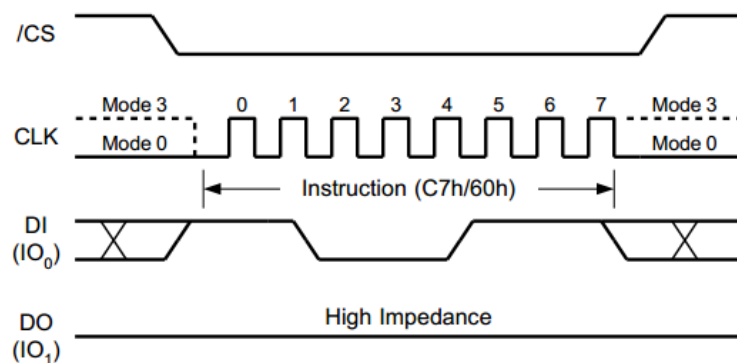 /CS
Mode 3 0 1 2 3 4 5 6 7 Mode 3
CLK
Mode 0 Mode 0
Instruction (C7h/60h)
DI
(IO0)
High Impedance
DO
(IO1)